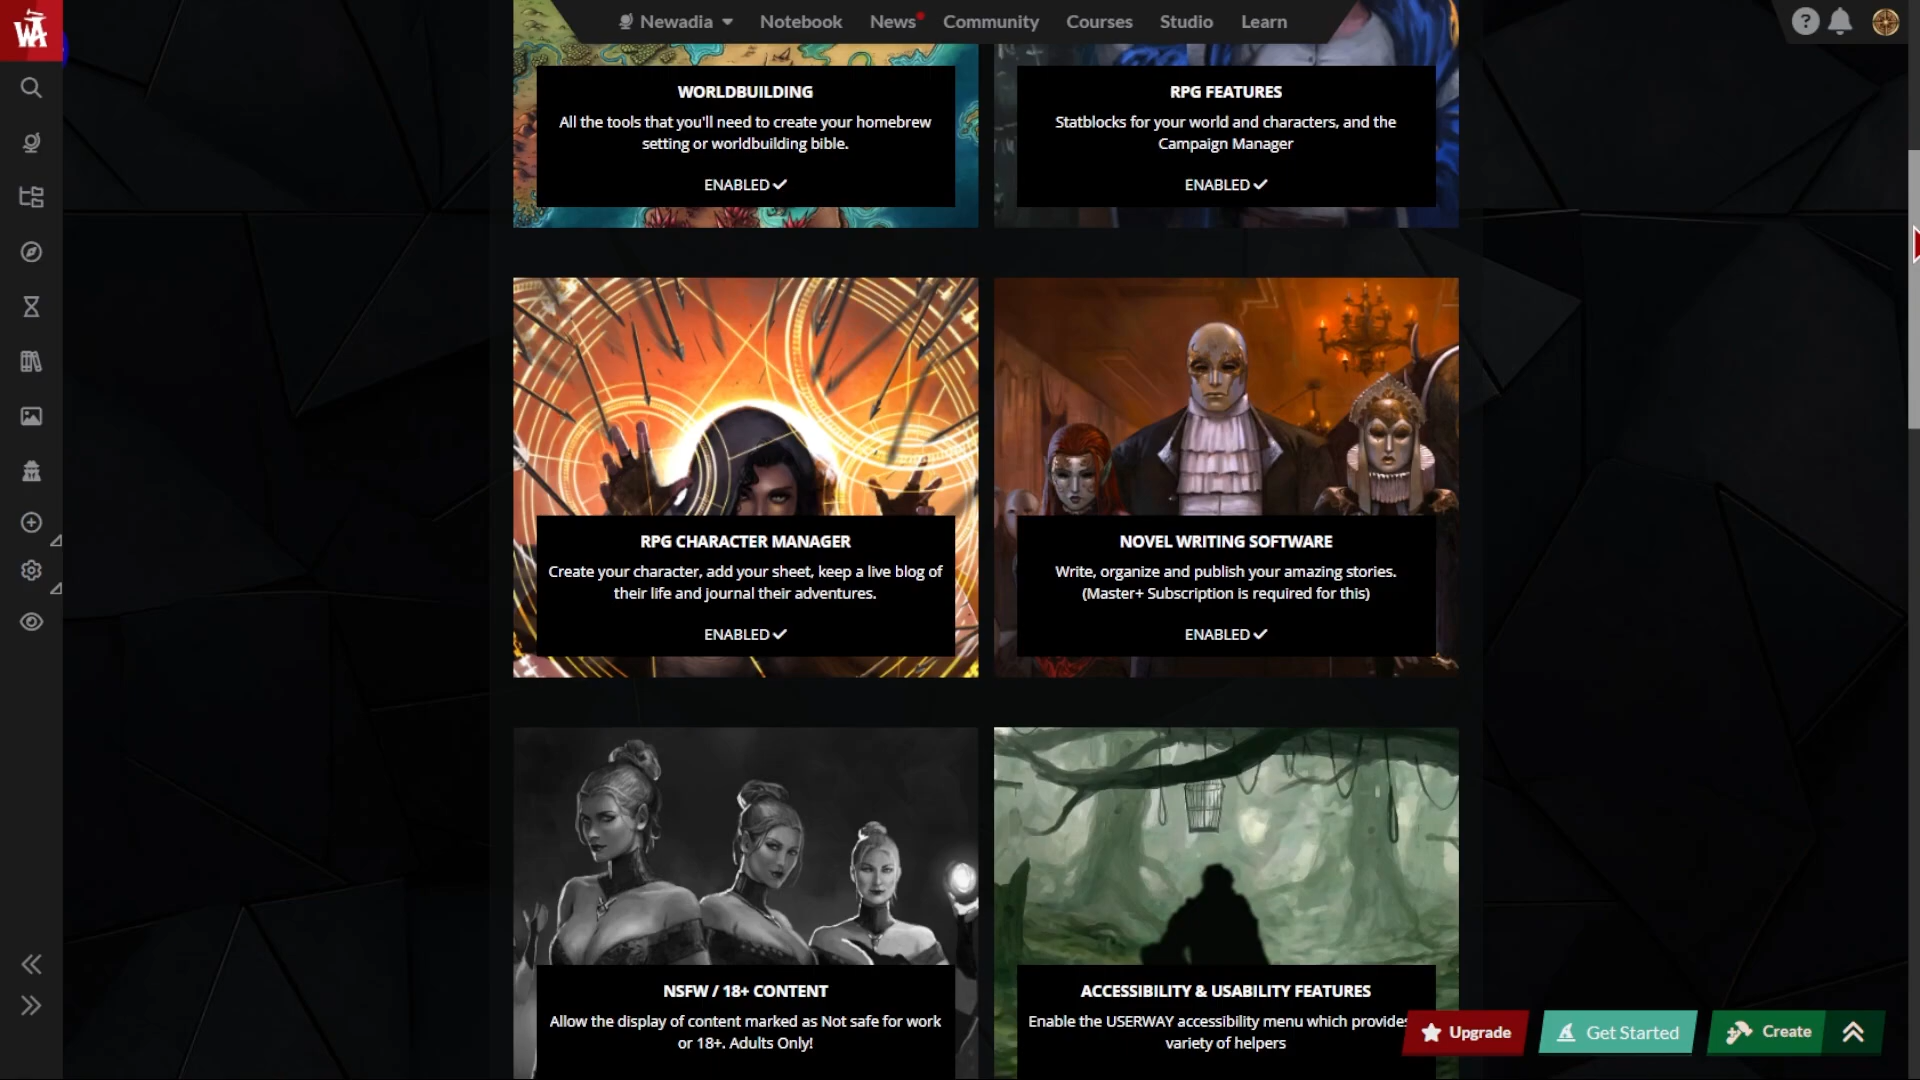 WA
Newadia
Notebook
News
Community
Courses
Studio
Learn
?
WORLDBUILDING
All the tools that you'll need to create your homebrew
setting or worldbuilding bible.
ENABLED
RPG FEATURES
Statblocks for your world and characters, and the
Campaign Manager
ENABLED
RPG CHARACTER MANAGER
Create your character, add your sheet, keep a live blog of
their life and journal their adventures.
ENABLED
NOVEL WRITING SOFTWARE
Write, organize and publish your amazing stories.
(Master+ Subscription is required for this)
ENABLED
NSFW / 18+ CONTENT
Allow the display of content marked as Not safe for work
or 18+. Adults Only!
ACCESSIBILITY & USABILITY FEATURES
Enable the USERWAY accessibility menu which provides
variety of helpers
Upgrade
Get Started
Create